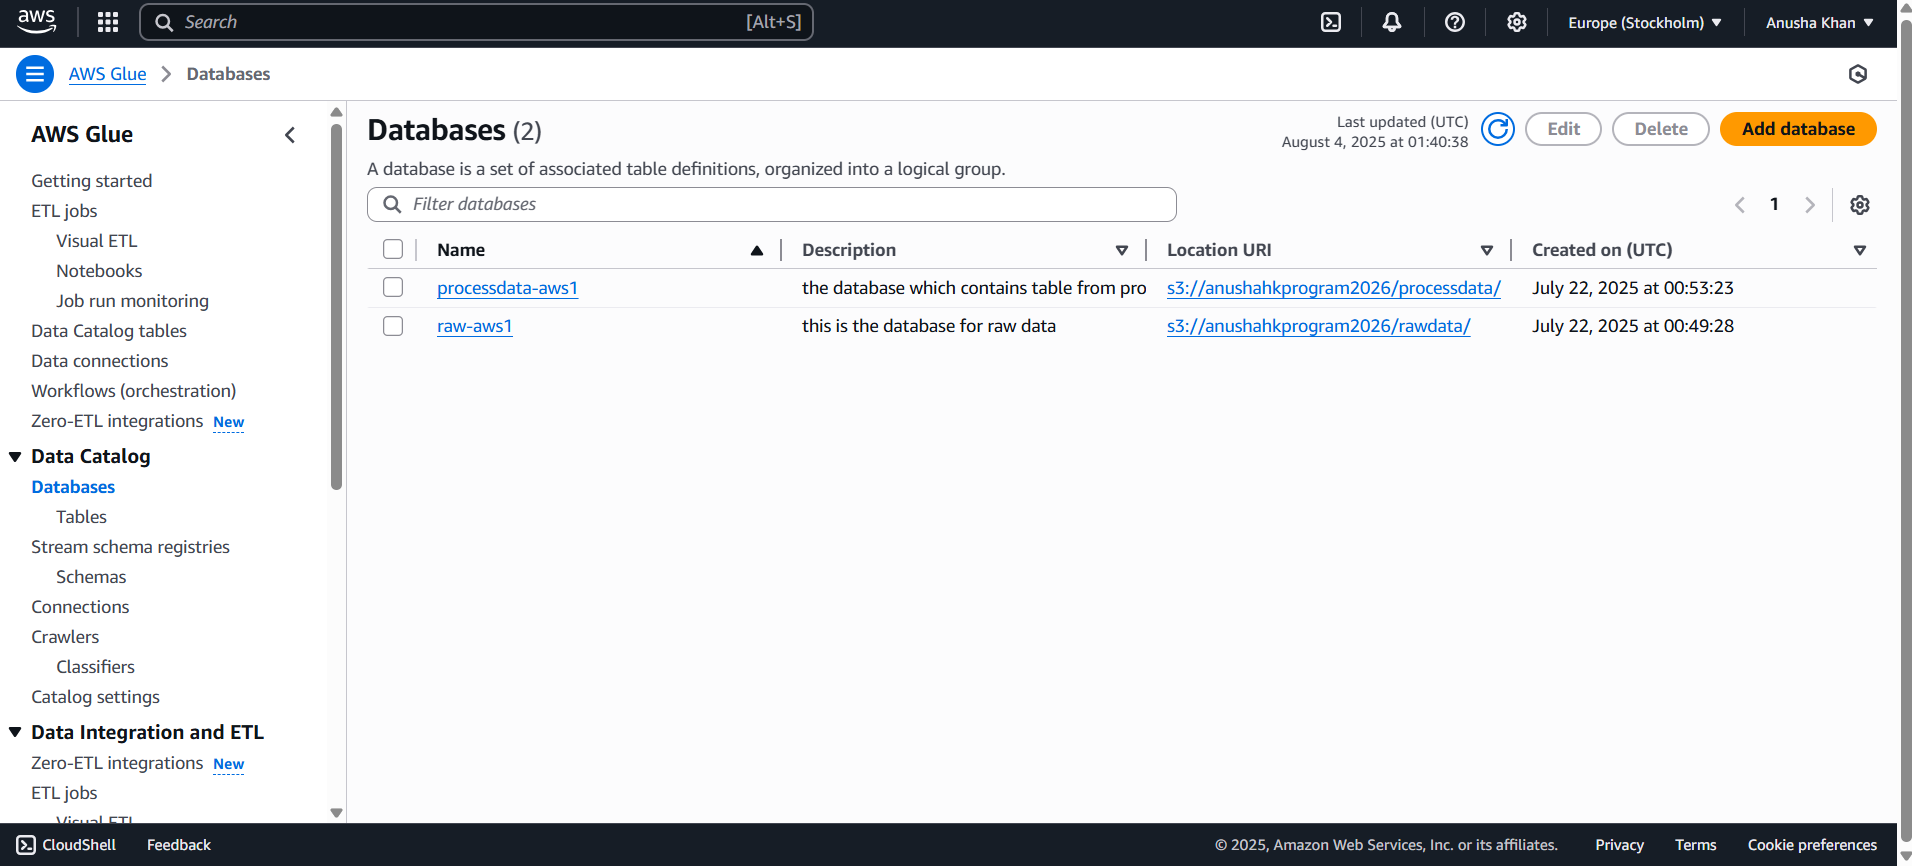 aws
Search [Alt+S]
Europe (Stockholm)
Anusha Khan
AWS Glue
Databases
AWS Glue
Getting started
ETL jobs
Visual ETL
Notebooks
Job run monitoring
Data Catalog tables
Data connections
Workflows (orchestration)
Zero-ETL integrations New
Data Catalog
Databases
Tables
Stream schema registries
Schemas
Connections
Crawlers
Classifiers
Catalog settings
Data Integration and ETL
Zero-ETL integrations New
ETL jobs
Visual ETL
Databases (2)
Last updated (UTC)
August 4, 2025 at 01:40:38
Edit
Delete
Add database
A database is a set of associated table definitions, organized into a logical group.
Filter databases
1
Name Description Location URI Created on (UTC)
processdata-aws1 the database which contains table from pro s3://anushahkprogram2026/processdata/ July 22, 2025 at 00:53:23
raw-aws1 this is the database for raw data s3://anushahkprogram2026/rawdata/ July 22, 2025 at 00:49:28
CloudShell
Feedback
© 2025, Amazon Web Services, Inc. or its affiliates.
Privacy
Terms
Cookie preferences